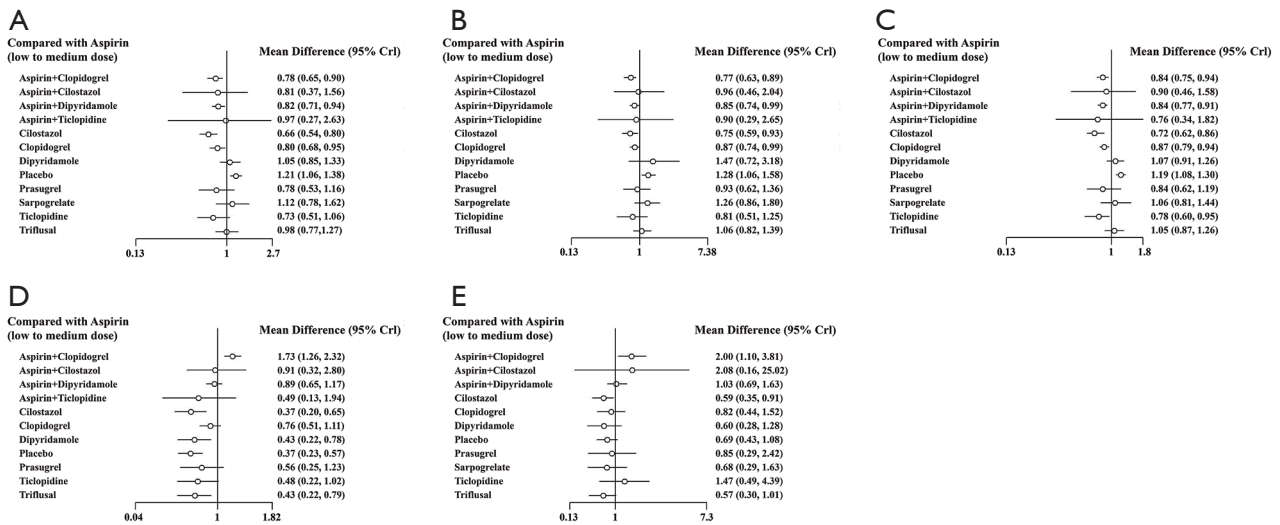 A
Compared with Aspirin
(low to medium dose) Mean Difference (95% Crl)
Aspirin+Clopidogrel 0.78 (0.65, 0.90)
Aspirin+Cilostazol 0.81 (0.37, 1.56)
Aspirin+Dipyridamole 0.82 (0.71, 0.94)
Aspirin+Ticlopidine 0.97 (0.27, 2.63)
Cilostazol 0.66 (0.54, 0.80)
Clopidogrel 0.80 (0.68, 0.95)
Dipyridamole 1.05 (0.85, 1.33)
Placebo 1.21 (1.06, 1.38)
Prasugrel 0.78 (0.53, 1.16)
Sarpogrelate 1.12 (0.78, 1.62)
Ticlopidine 0.73 (0.51, 1.06)
Triflusal 0.98 (0.77,1.27)
0.13 1 2.7
B
Compared with Aspirin
(low to medium dose) Mean Difference (95% Crl)
Aspirin+Clopidogrel 0.77 (0.63, 0.89)
Aspirin+Cilostazol 0.96 (0.46, 2.04)
Aspirin+Dipyridamole 0.85 (0.74, 0.99)
Aspirin+Ticlopidine 0.90 (0.29, 2.65)
Cilostazol 0.75 (0.59, 0.93)
Clopidogrel 0.87 (0.74, 0.99)
Dipyridamole 1.47 (0.72, 3.18)
Placebo 1.28 (1.06, 1.58)
Prasugrel 0.93 (0.62, 1.36)
Sarpogrelate 1.26 (0.86, 1.80)
Ticlopidine 0.81 (0.51, 1.25)
Triflusal 1.06 (0.82, 1.39)
0.13 1 7.38
C
Compared with Aspirin
(low to medium dose) Mean Difference (95% Crl)
Aspirin+Clopidogrel 0.84 (0.75, 0.94)
Aspirin+Cilostazol 0.90 (0.46, 1.58)
Aspirin+Dipyridamole 0.84 (0.77, 0.91)
Aspirin+Ticlopidine 0.76 (0.34, 1.82)
Cilostazol 0.72 (0.62, 0.86)
Clopidogrel 0.87 (0.79, 0.94)
Dipyridamole 1.07 (0.91, 1.26)
Placebo 1.19 (1.08, 1.30)
Prasugrel 0.84 (0.62, 1.19)
Sarpogrelate 1.06 (0.81, 1.44)
Ticlopidine 0.78 (0.60, 0.95)
Triflusal 1.05 (0.87, 1.26)
0.13 1 1.8
D
Compared with Aspirin
(low to medium dose) Mean Difference (95% Crl)
Aspirin+Clopidogrel 1.73 (1.26, 2.32)
Aspirin+Cilostazol 0.91 (0.32, 2.80)
Aspirin+Dipyridamole 0.89 (0.65, 1.17)
Aspirin+Ticlopidine 0.49 (0.13, 1.94)
Cilostazol 0.37 (0.20, 0.65)
Clopidogrel 0.76 (0.51, 1.11)
Dipyridamole 0.43 (0.22, 0.78)
Placebo 0.37 (0.23, 0.57)
Prasugrel 0.56 (0.25, 1.23)
Ticlopidine 0.48 (0.22, 1.02)
Triflusal 0.43 (0.22, 0.79)
0.04 1 1.82
E
Compared with Aspirin
(low to medium dose) Mean Difference (95% Crl)
Aspirin+Clopidogrel 2.00 (1.10, 3.81)
Aspirin+Cilostazol 2.08 (0.16, 25.02)
Aspirin+Dipyridamole 1.03 (0.69, 1.63)
Cilostazol 0.59 (0.35, 0.91)
Clopidogrel 0.82 (0.44, 1.52)
Dipyridamole 0.60 (0.28, 1.28)
Placebo 0.69 (0.43, 1.08)
Prasugrel 0.85 (0.29, 2.42)
Sarpogrelate 0.68 (0.29, 1.63)
Ticlopidine 1.47 (0.49, 4.39)
Triflusal 0.57 (0.30, 1.01)
0.13 1 7.3